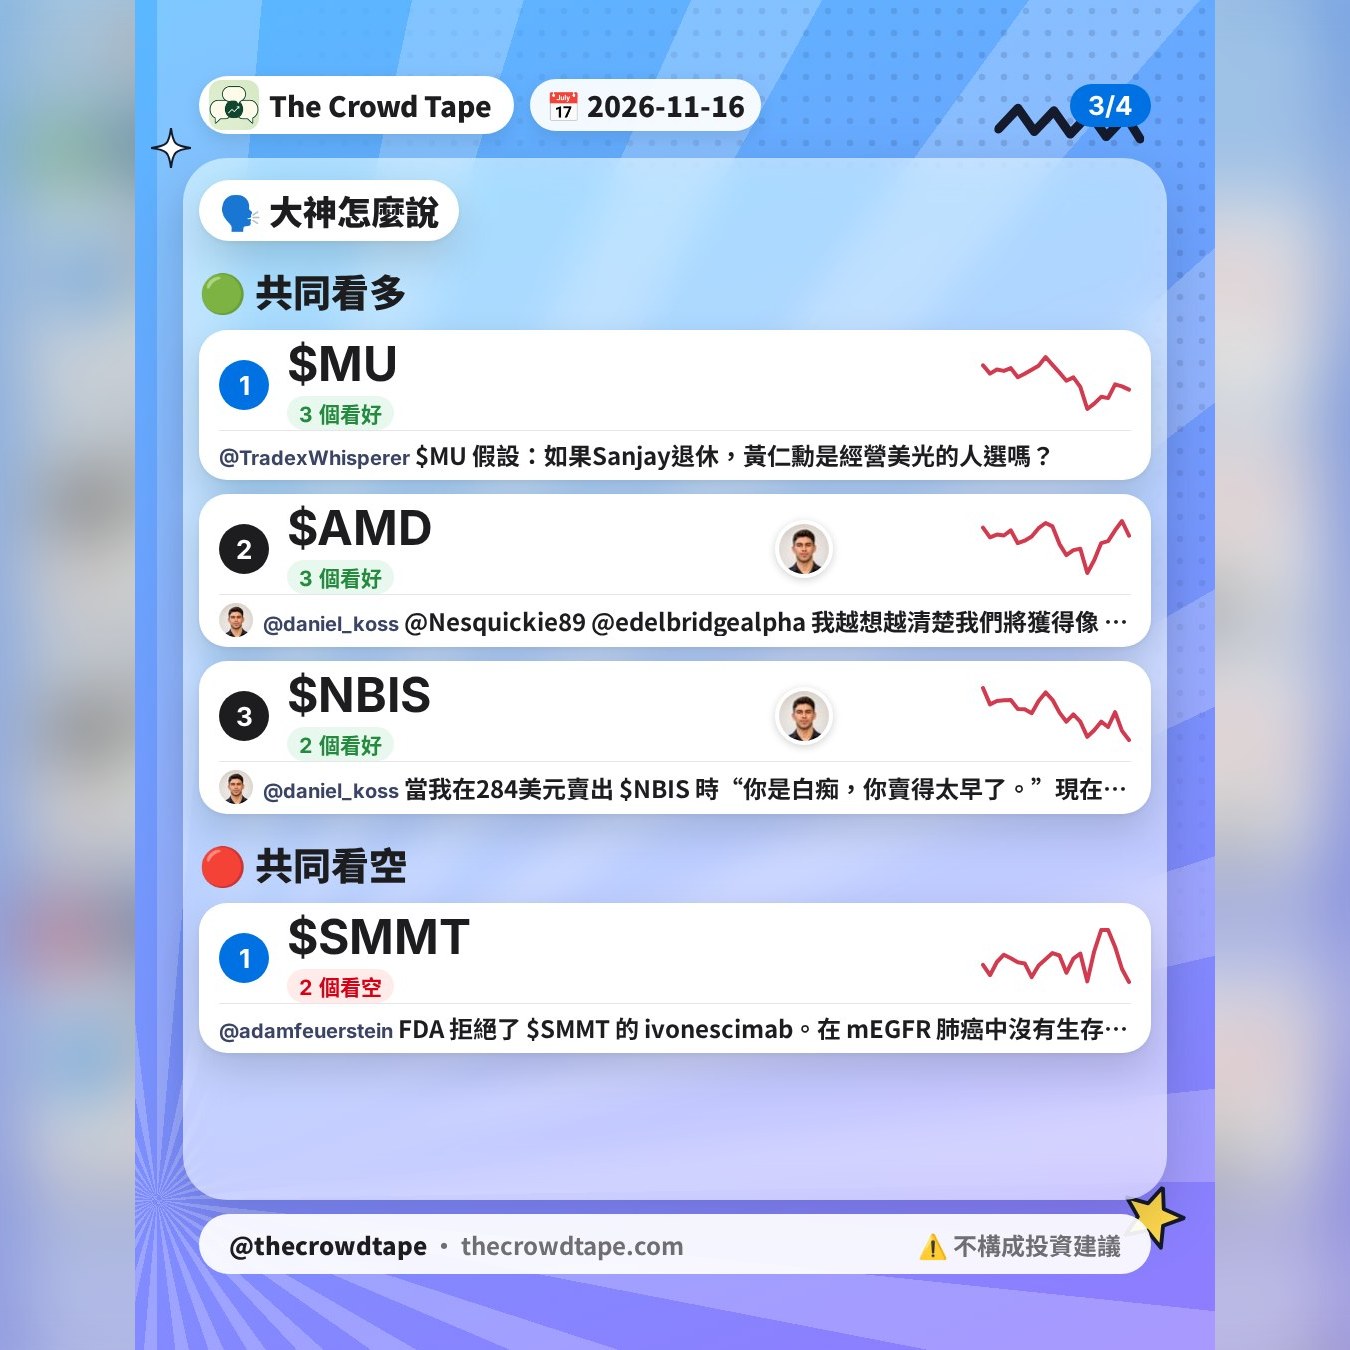 The Crowd Tape
July 17 2026-11-16
3/4
🗣️ 大神怎麼說
🟢 共同看多
1 $MU
3 個看好
@TradexWhisperer $MU 假設：如果Sanjay退休，黃仁勳是經營美光的人選嗎？
2 $AMD
3 個看好
@daniel_koss @Nesquickie89 @edelbridgealpha 我越想越清楚我們將獲得像 …
3 $NBIS
2 個看好
@daniel_koss 當我在284美元賣出 $NBIS 時“你是白痴，你賣得太早了。”現在…
🔴 共同看空
1 $SMMT
2 個看空
@adamfeuerstein FDA 拒絕了 $SMMT 的 ivonescimab。在 mEGFR 肺癌中沒有生存…
@thecrowdtape • thecrowdtape.com
⚠️ 不構成投資建議